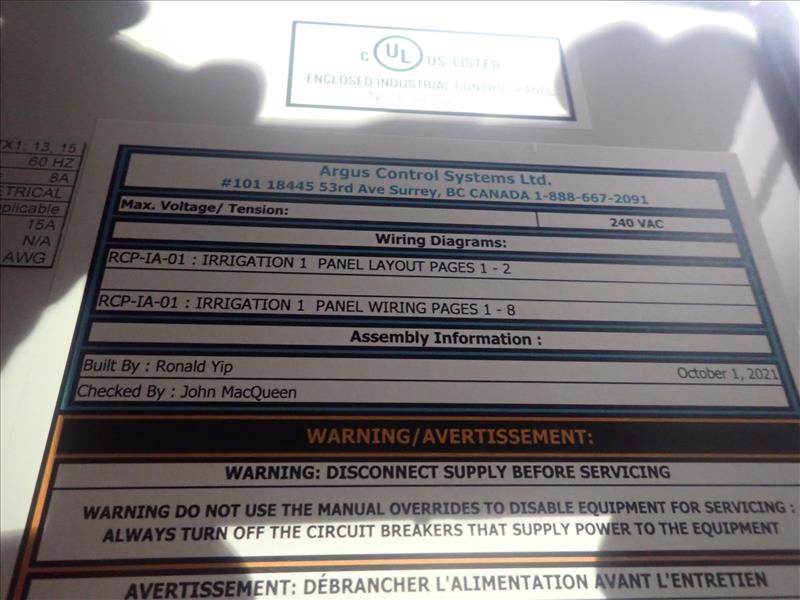 C UL US LISTED
ENCLOSED INDUSTRIAL CONTROL PANEL
TX1, 13, 15
60 HZ
8A
ETRICAL
plicable
15A
N/A
AWG
Argus Control Systems Ltd.
#101 18445 53rd Ave Surrey, BC CANADA 1-888-667-2091
Max. Voltage/ Tension: 240 VAC
Wiring Diagrams:
RCP-IA-01 : IRRIGATION 1 PANEL LAYOUT PAGES 1 - 2
RCP-IA-01 : IRRIGATION 1 PANEL WIRING PAGES 1 - 8
Assembly Information :
Built By : Ronald Yip October 1, 2021
Checked By : John MacQueen
WARNING/AVERTISSEMENT:
WARNING: DISCONNECT SUPPLY BEFORE SERVICING
WARNING DO NOT USE THE MANUAL OVERRIDES TO DISABLE EQUIPMENT FOR SERVICING :
ALWAYS TURN OFF THE CIRCUIT BREAKERS THAT SUPPLY POWER TO THE EQUIPMENT
AVERTISSEMENT: DÉBRANCHER L'ALIMENTATION AVANT L'ENTRETIEN